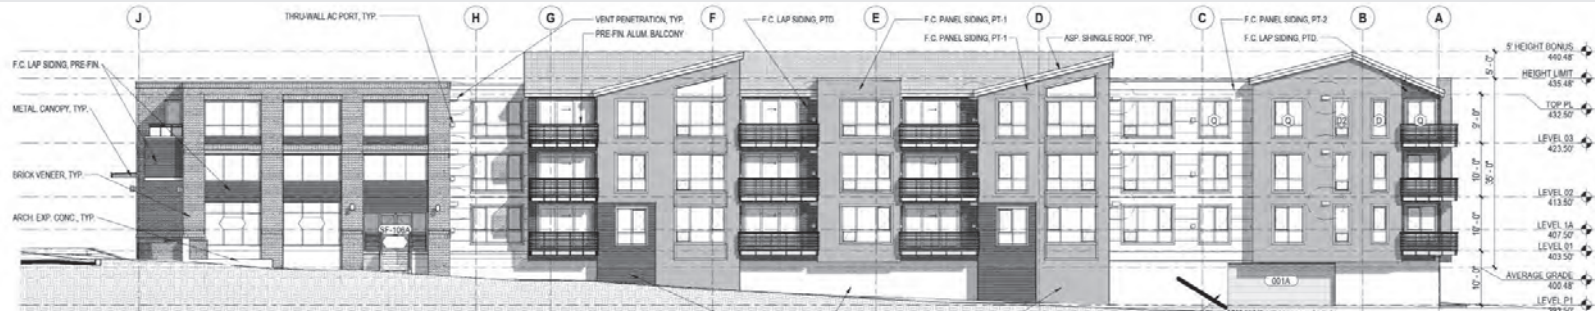 J
THRU-WALL AC PORT, TYP.
H
G
VENT PENETRATION, TYP.
PRE-FIN. ALUM. BALCONY
F
F.C. LAP SIDING, PTD
E
F.C. PANEL SIDING, PT-1
F.C. PANEL SIDING, PT-1
D
ASP. SHINGLE ROOF, TYP.
C
F.C. PANEL SIDING, PT-2
F.C. LAP SIDING, PTD.
B
A
F.C. LAP SIDING, PRE-FIN.
METAL. CANOPY, TYP.
BRICK VENEER, TYP.
ARCH. EXP. CONC., TYP.
SF-106A
Q
Q
D2
D
Q
001A
5' HEIGHT BONUS
440.48'
HEIGHT LIMIT
435.48'
TOP PL
432.50'
LEVEL 03
423.50'
LEVEL 02
413.50'
LEVEL 1A
407.50'
LEVEL 01
403.50'
AVERAGE GRADE
400.48'
LEVEL P1
5' - 0"
9' - 0"
10' - 0"
35' - 0"
10' - 0"
10' - 0"